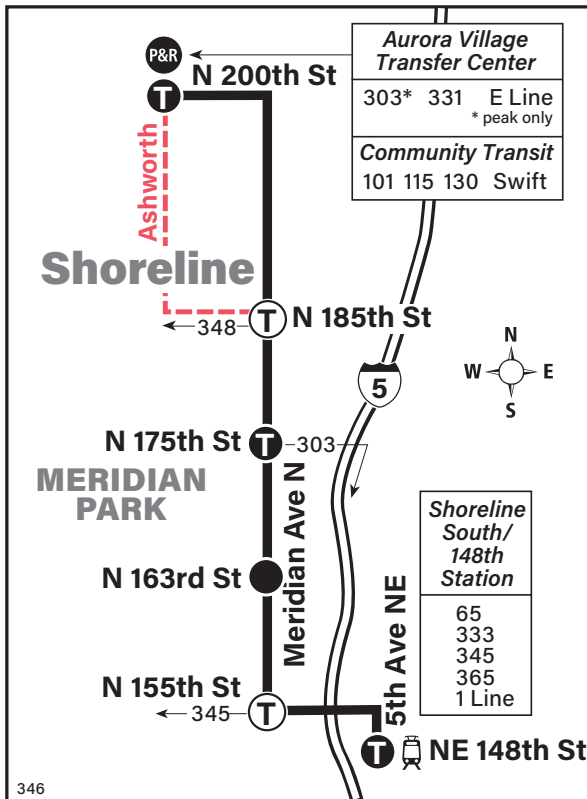 P&R
N 200th St
T
Aurora Village
Transfer Center
303* 331 E Line
* peak only
Community Transit
101 115 130 Swift
Ashworth
Shoreline
T
N 185th St
348
N
W
E
S
5
N 175th St
T
303
MERIDIAN
PARK
Meridian Ave N
N 163rd St
5th Ave NE
Shoreline
South/
148th
Station
65
333
345
365
1 Line
N 155th St
345
T
T
NE 148th St
346